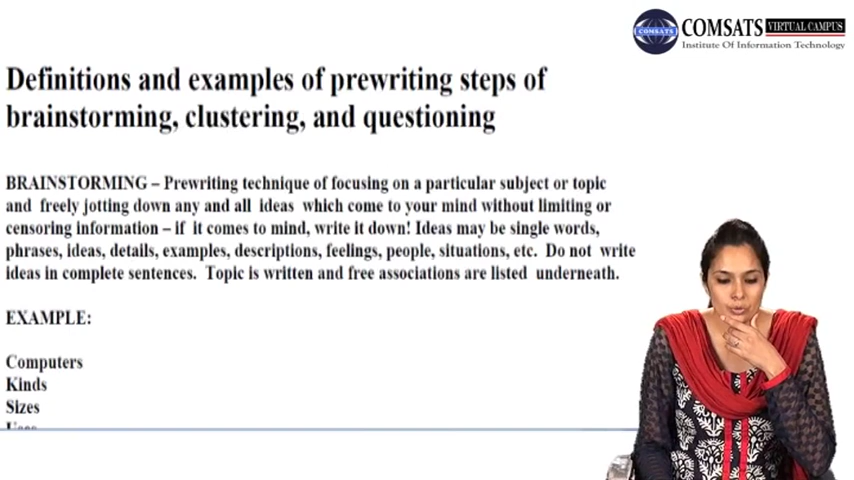 COMSATS VIRTUAL CAMPUS
COMSATS
Institute Of Information Technology
Definitions and examples of prewriting steps of
brainstorming, clustering, and questioning
BRAINSTORMING – Prewriting technique of focusing on a particular subject or topic
and freely jotting down any and all ideas which come to your mind without limiting or
censoring information – if it comes to mind, write it down! Ideas may be single words,
phrases, ideas, details, examples, descriptions, feelings, people, situations, etc. Do not write
ideas in complete sentences. Topic is written and free associations are listed underneath.
EXAMPLE:
Computers
Kinds
Sizes